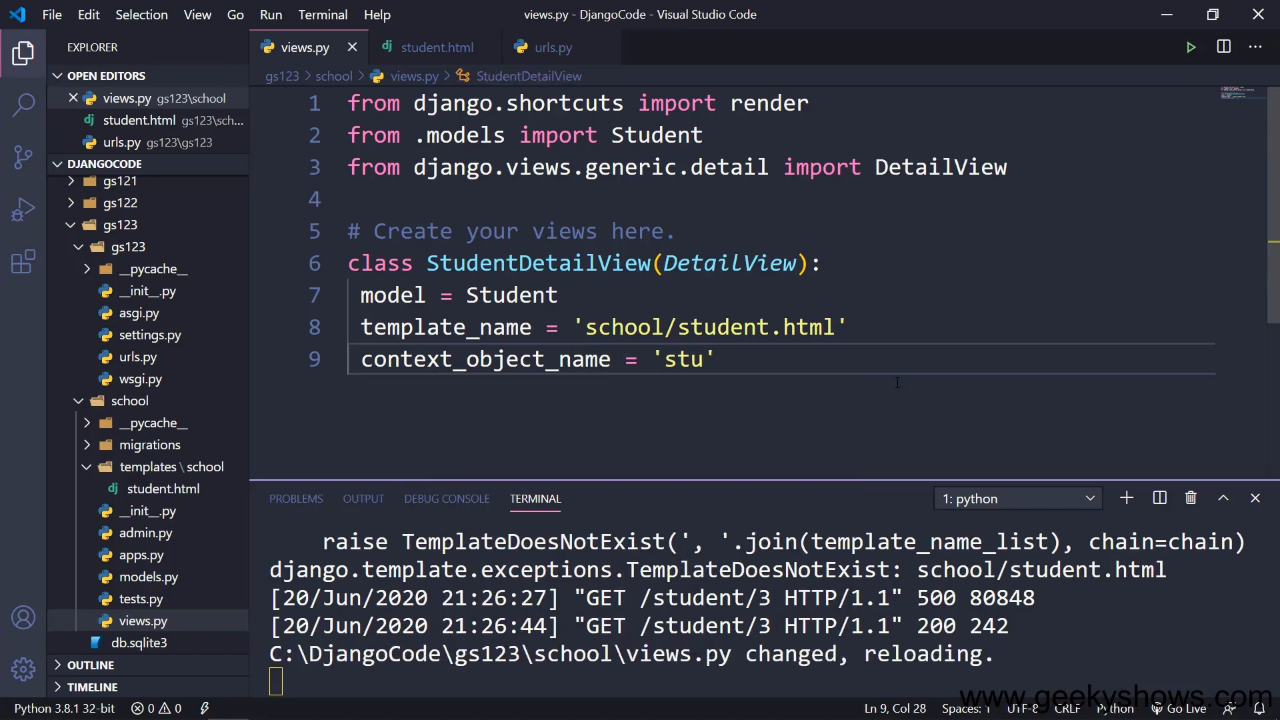 File Edit Selection View Go Run Terminal Help
views.py - DjangoCode - Visual Studio Code
EXPLORER
OPEN EDITORS
views.py gs123\school
student.html gs123\sch...
urls.py gs123\gs123
DJANGOCODE
gs121
gs122
gs123
gs123
__pycache__
__init__.py
asgi.py
settings.py
urls.py
wsgi.py
school
__pycache__
migrations
templates \ school
student.html
__init__.py
admin.py
apps.py
models.py
tests.py
views.py
db.sqlite3
OUTLINE
TIMELINE
views.py student.html urls.py
gs123 > school > views.py > StudentDetailView
1 from django.shortcuts import render
2 from .models import Student
3 from django.views.generic.detail import DetailView
4
5 # Create your views here.
6 class StudentDetailView(DetailView):
7 model = Student
8 template_name = 'school/student.html'
9 context_object_name = 'stu'
PROBLEMS OUTPUT DEBUG CONSOLE TERMINAL
1: python
raise TemplateDoesNotExist(', '.join(template_name_list), chain=chain)
django.template.exceptions.TemplateDoesNotExist: school/student.html
[20/Jun/2020 21:26:27] "GET /student/3 HTTP/1.1" 500 80848
[20/Jun/2020 21:26:44] "GET /student/3 HTTP/1.1" 200 242
C:\DjangoCode\gs123\school\views.py changed, reloading.
www.geekyshows.com
Python 3.8.1 32-bit 0 0 Ln 9, Col 28 Spaces: 1 UTF-8 CRLF Python Go Live